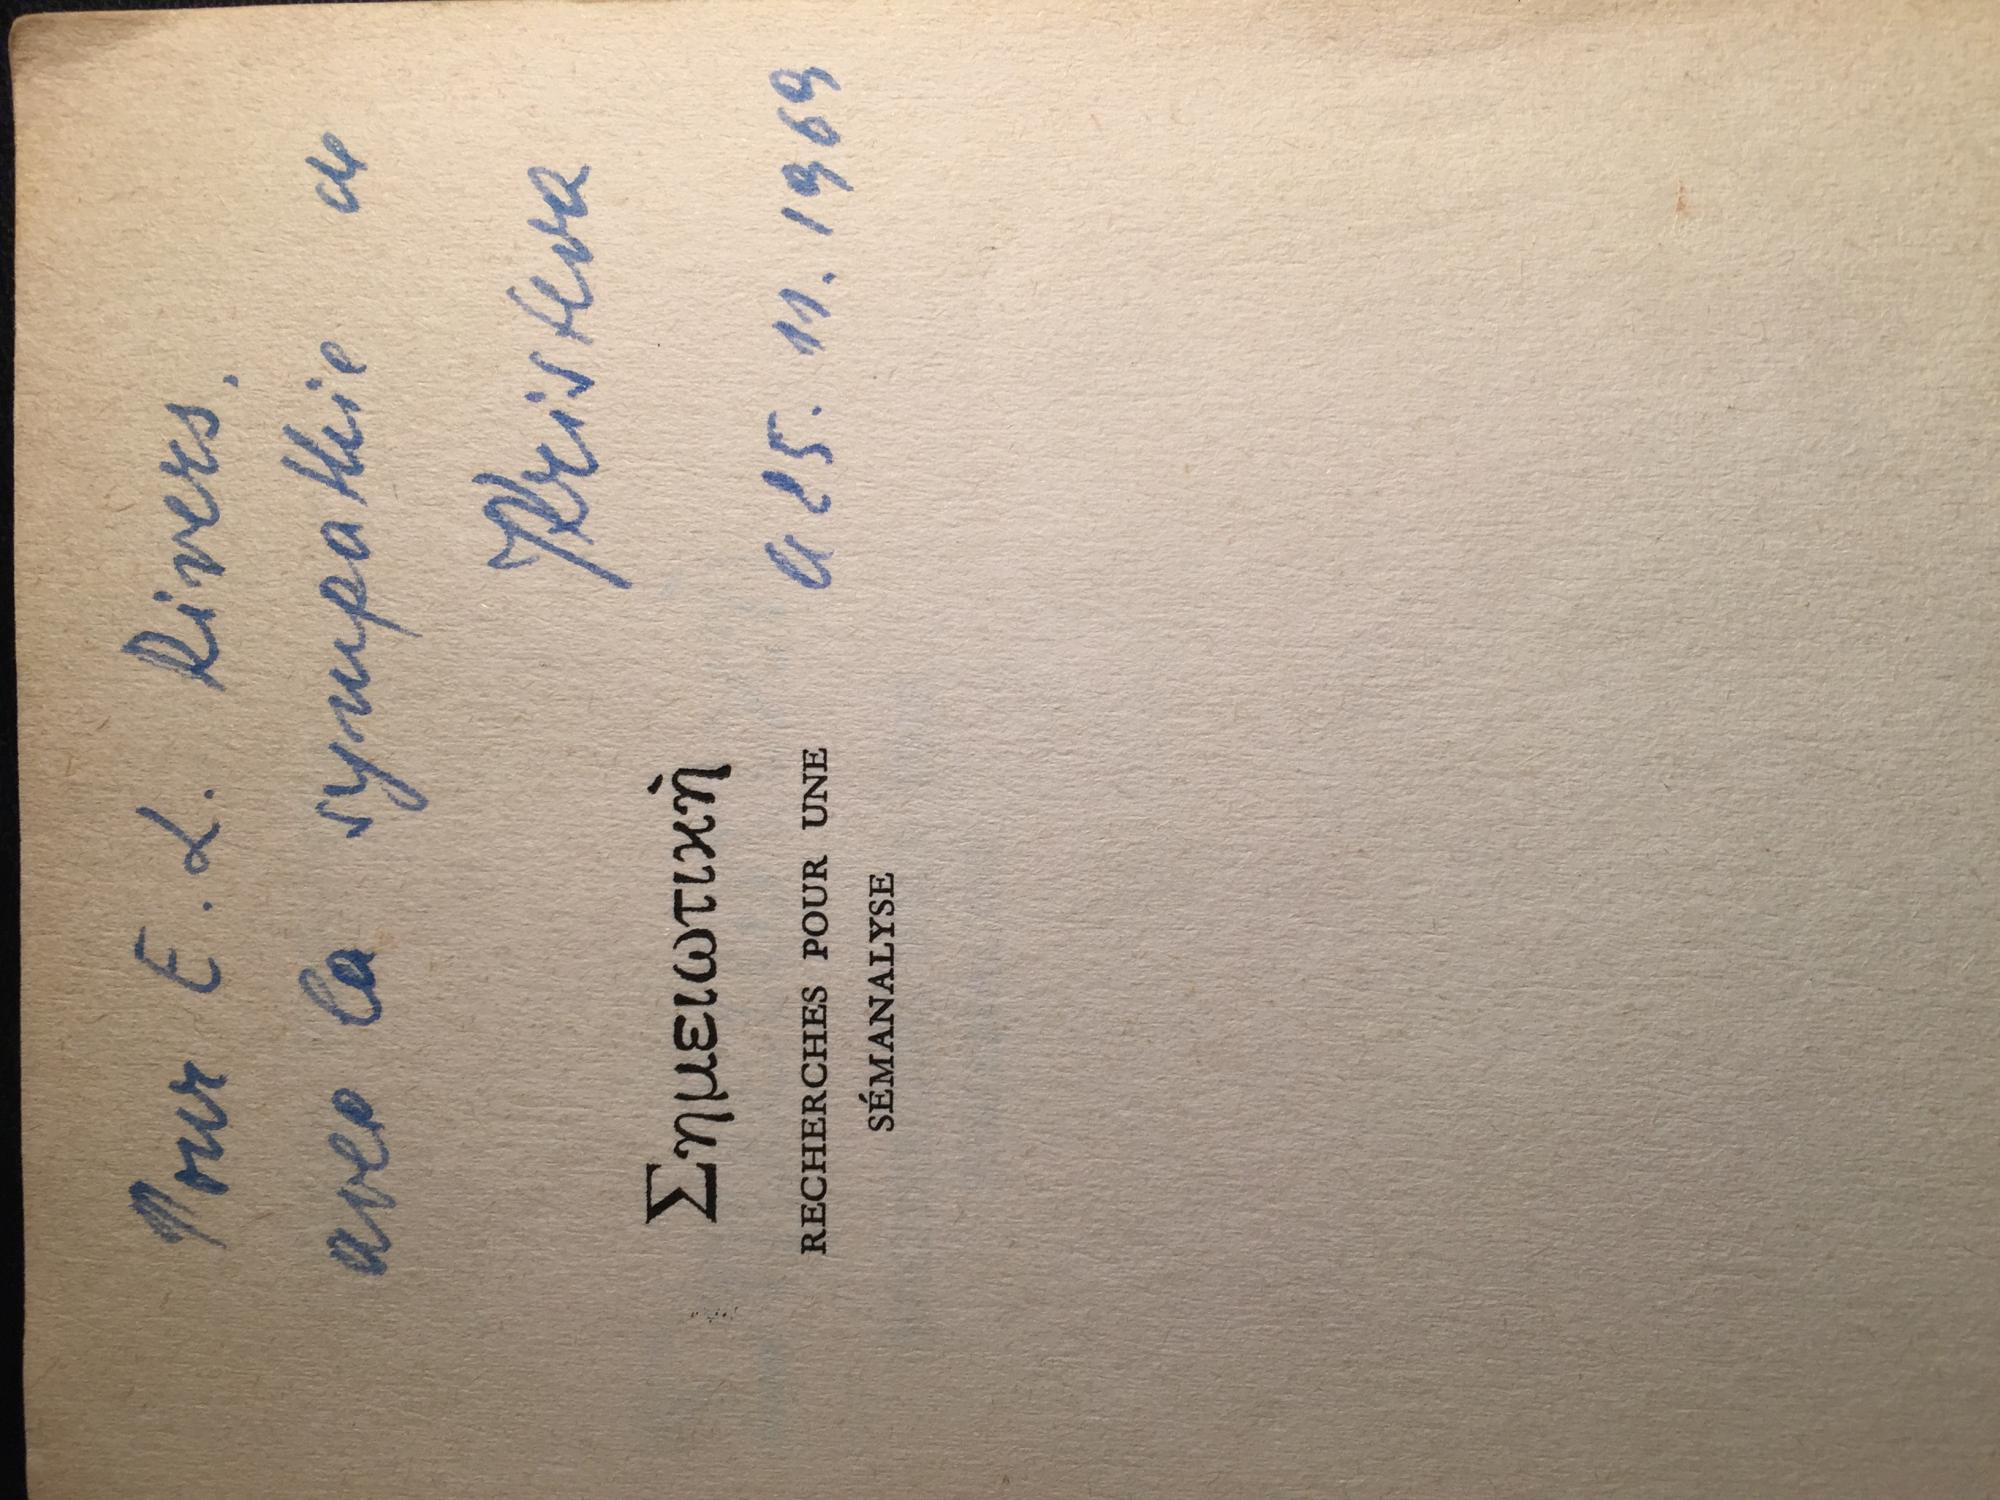 Pour E. L. Rivers,
avec la sympathie de
JKristeva
Σημειωτικὴ
le 25. 11. 1969
RECHERCHES POUR UNE
SÉMANALYSE